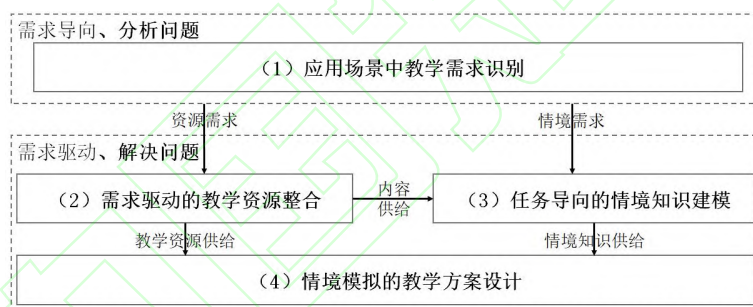 需求导向、分析问题
（1）应用场景中教学需求识别
资源需求
情境需求
需求驱动、解决问题
（2）需求驱动的教学资源整合
内容
供给
（3）任务导向的情境知识建模
教学资源供给
情境知识供给
（4）情境模拟的教学方案设计